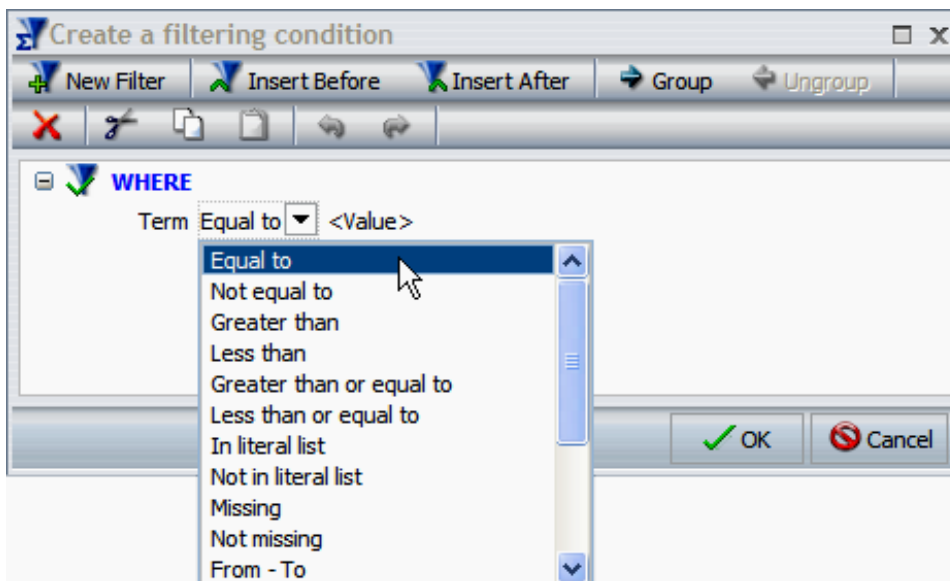 Create a filtering condition
New Filter Insert Before Insert After Group Ungroup
WHERE
Term Equal to <Value>
Equal to
Not equal to
Greater than
Less than
Greater than or equal to
Less than or equal to
In literal list
OK Cancel
Not in literal list
Missing
Not missing
From - To